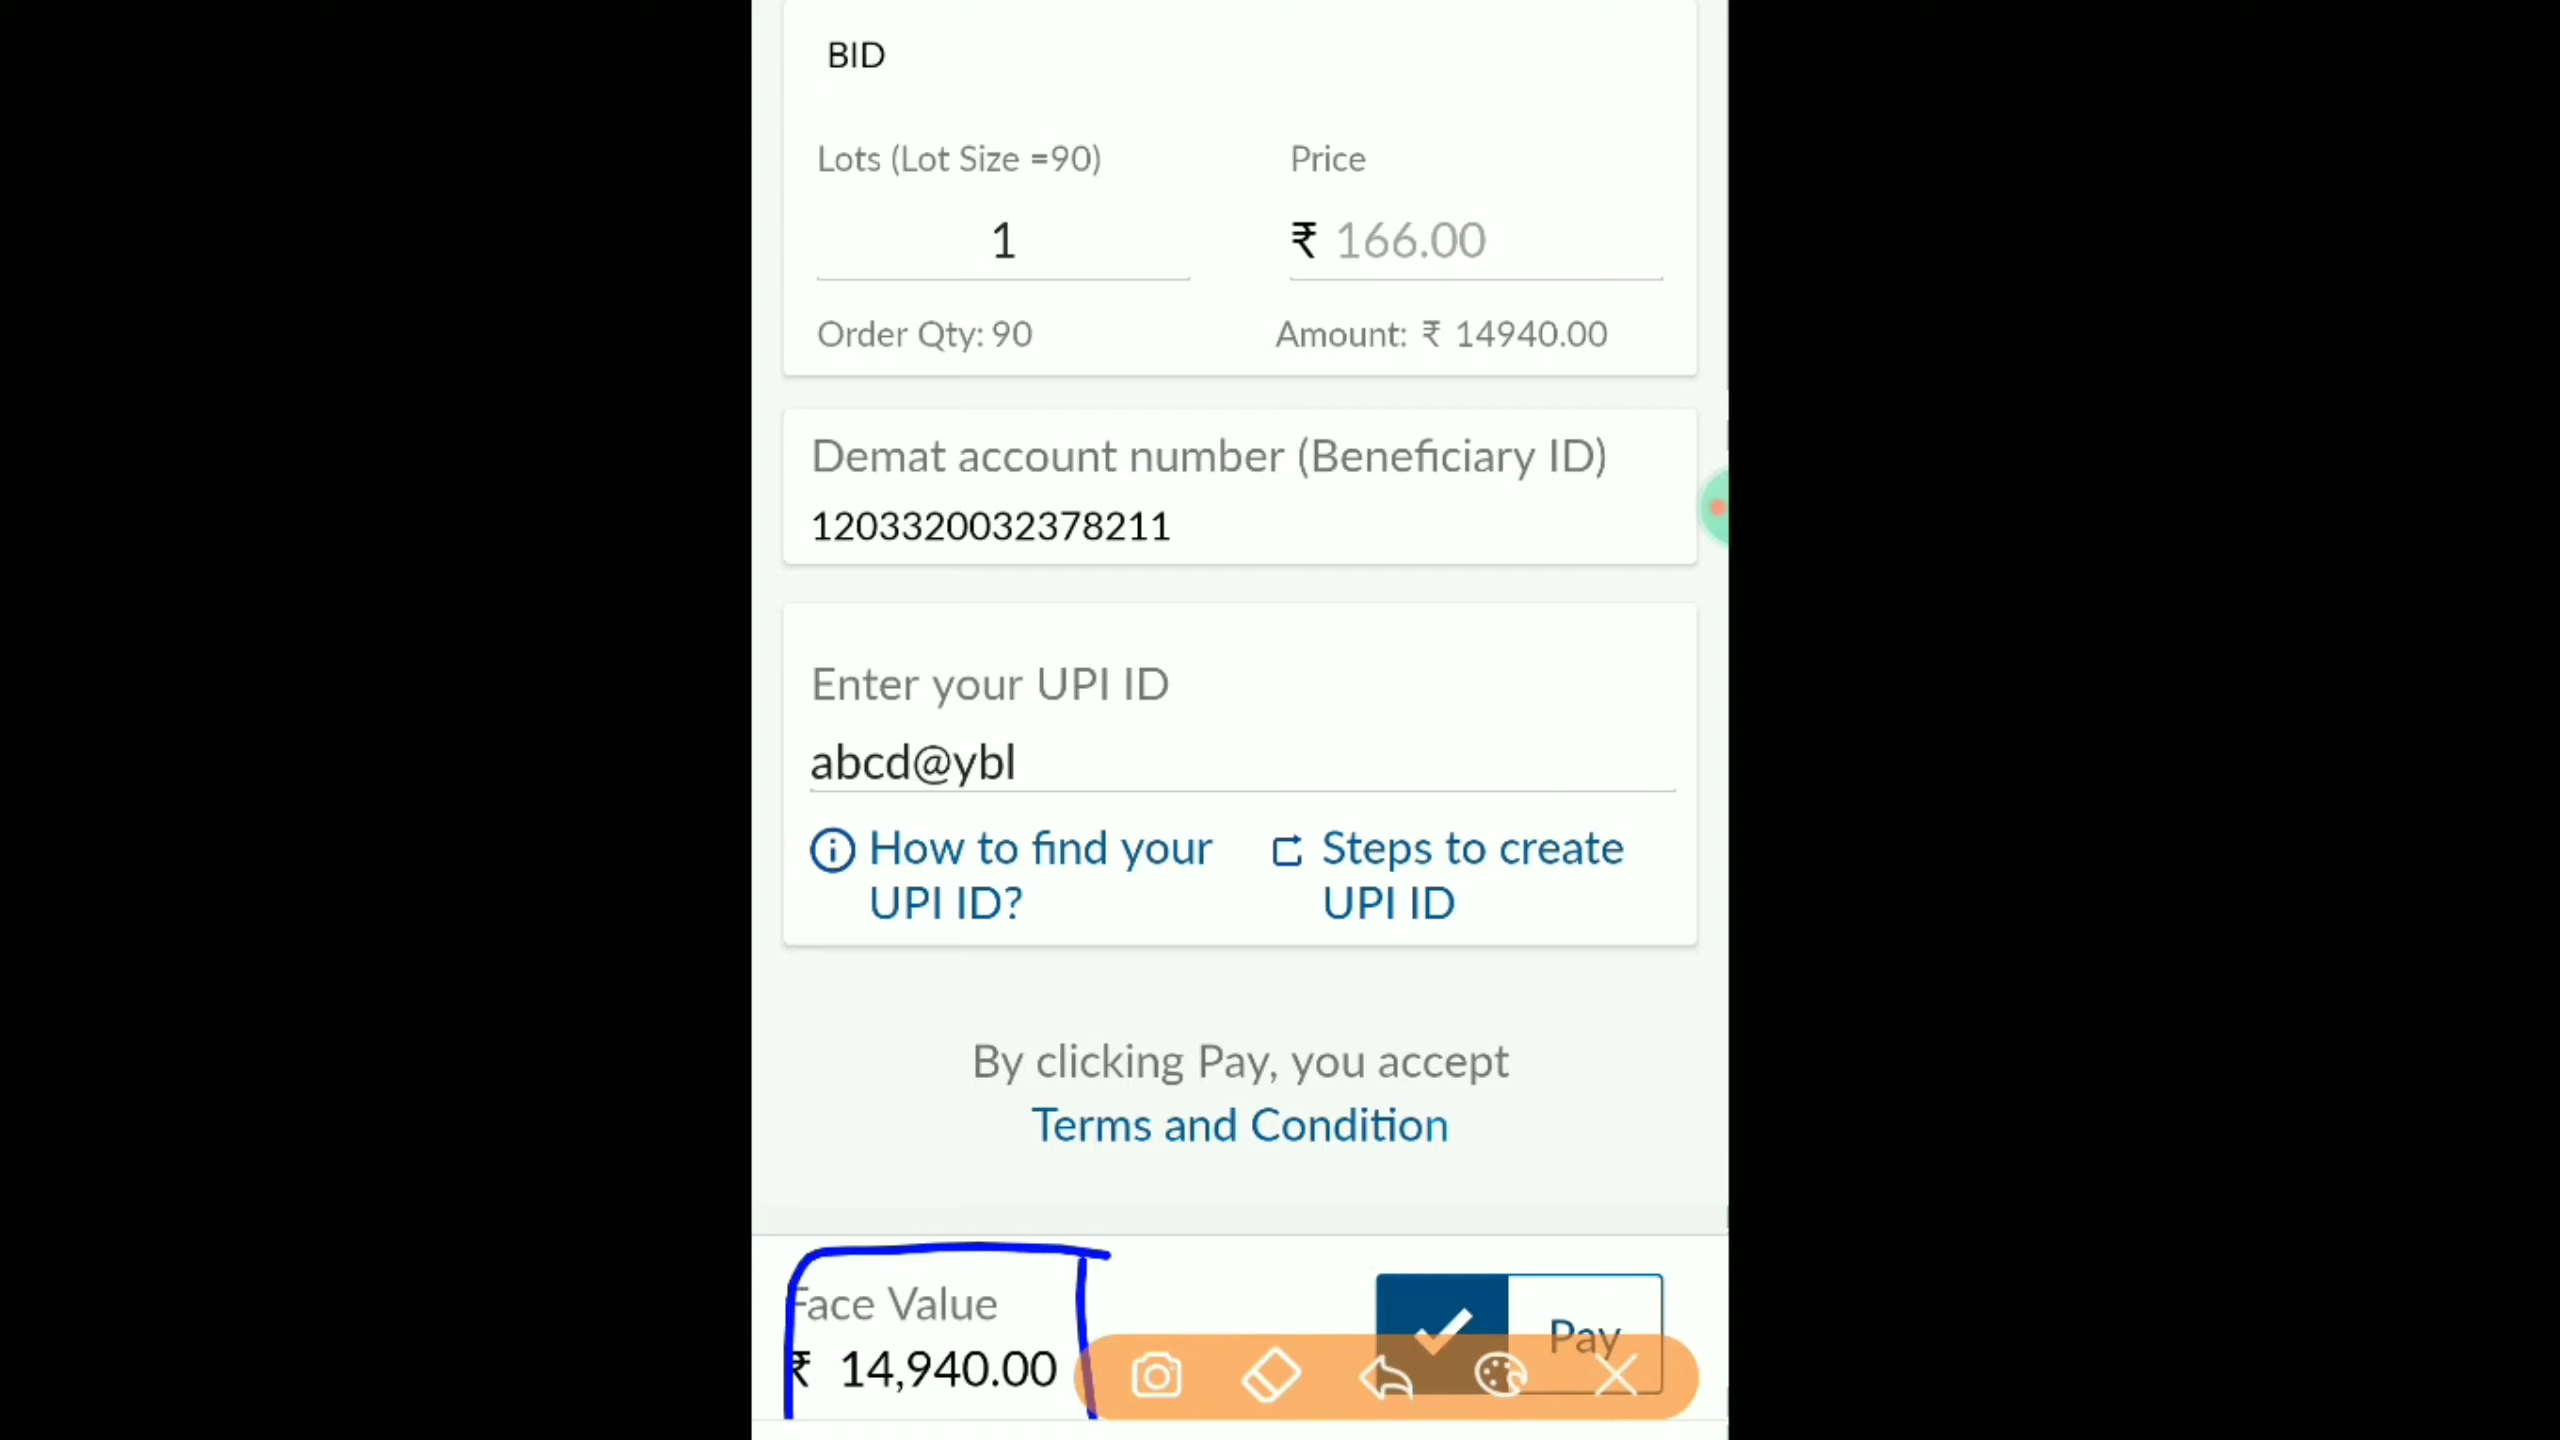 BID
Lots (Lot Size =90)
Price
1
₹ 166.00
Order Qty: 90
Amount: ₹ 14940.00
Demat account number (Beneficiary ID)
1203320032378211
Enter your UPI ID
abcd@ybl
How to find your
UPI ID?
Steps to create
UPI ID
By clicking Pay, you accept
Terms and Condition
Face Value
₹ 14,940.00
Pay